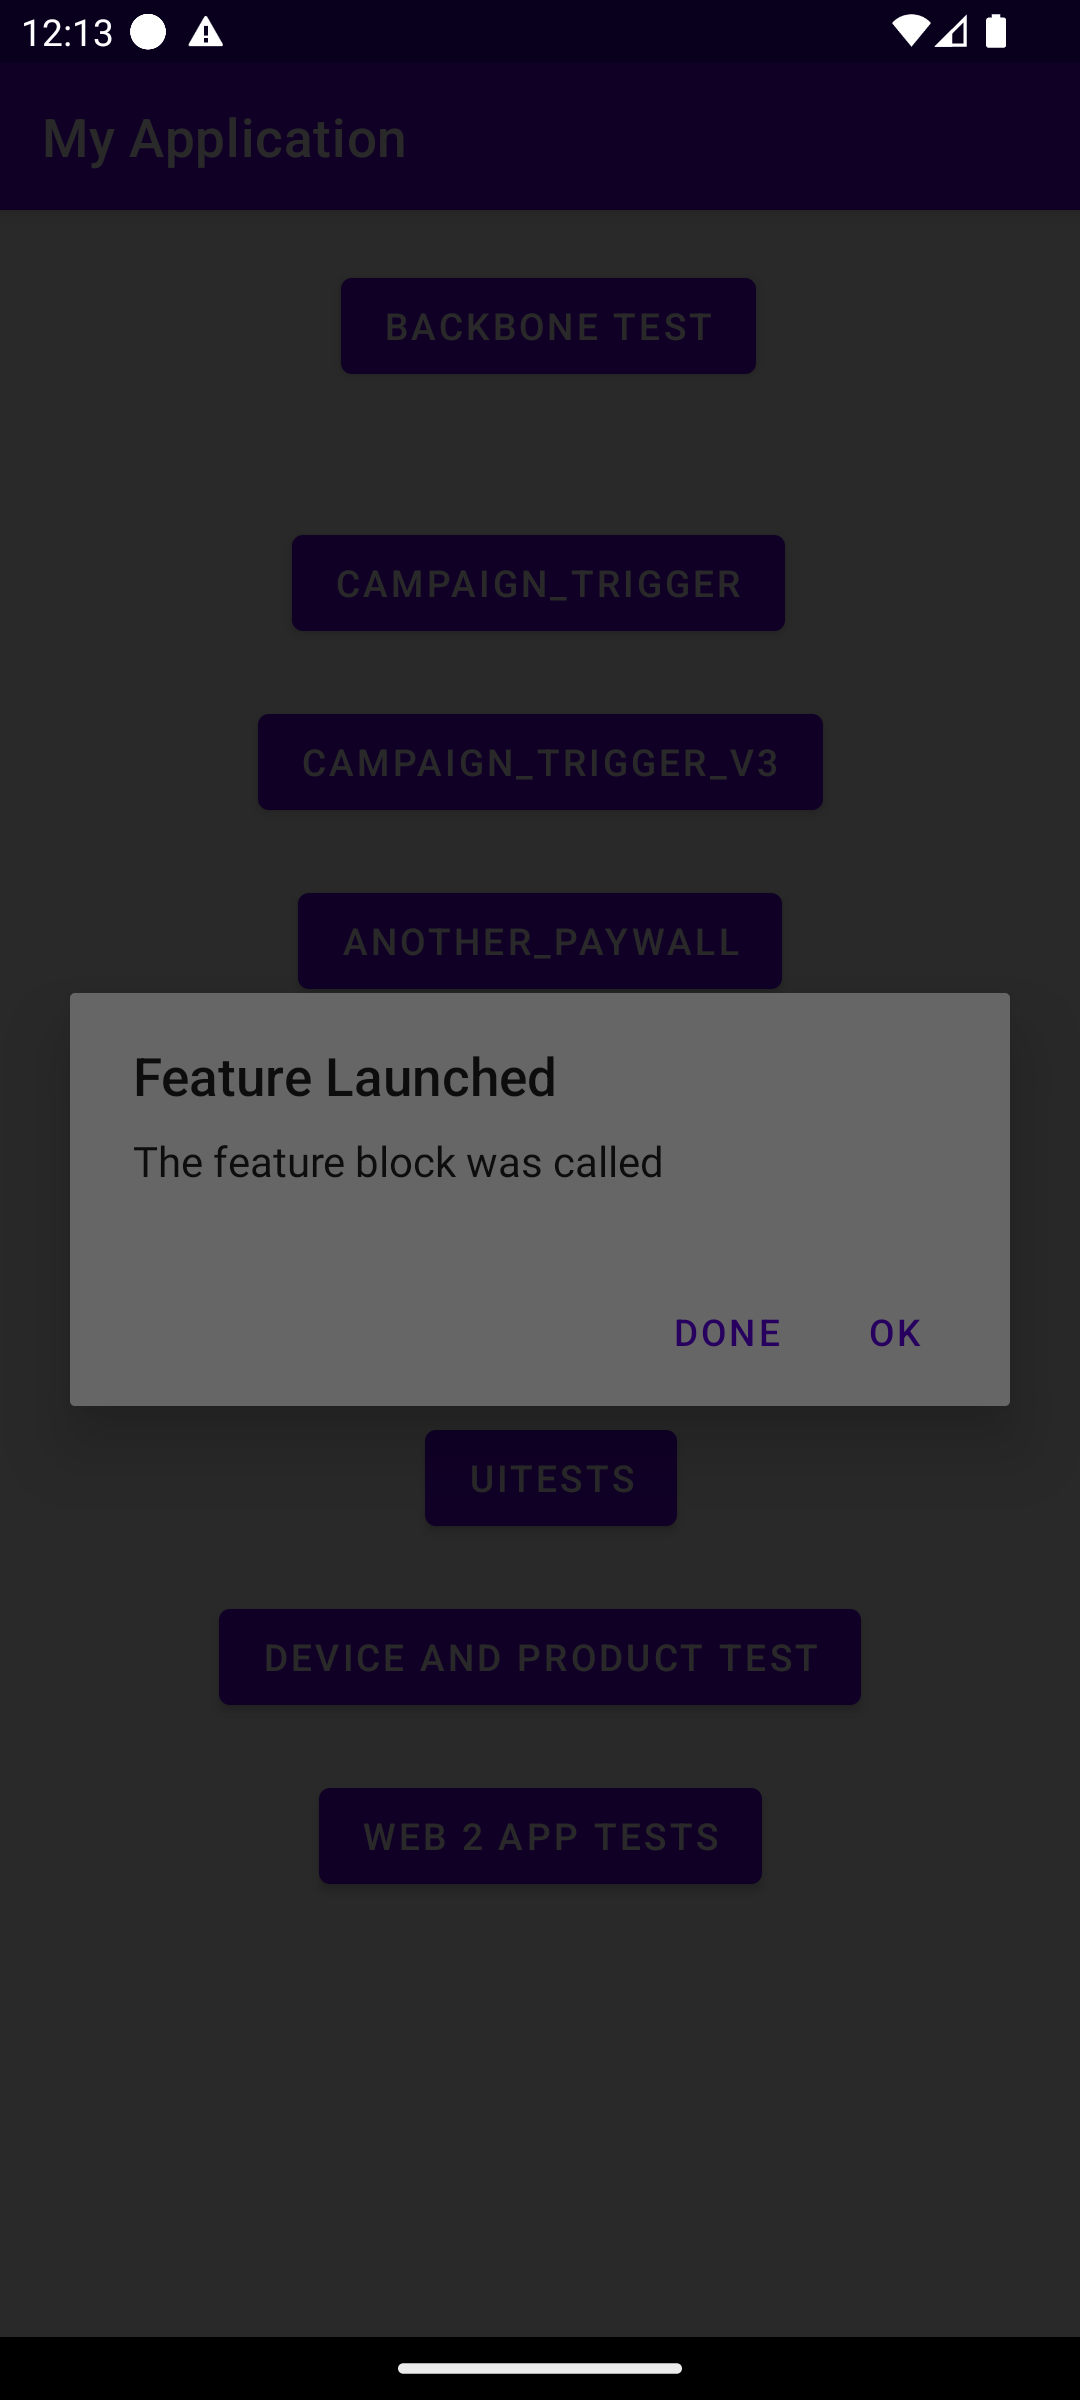 12:13
My Application
BACKBONE TEST
CAMPAIGN_TRIGGER
CAMPAIGN_TRIGGER_V3
ANOTHER_PAYWALL
Feature Launched
The feature block was called
DONE OK
UITESTS
DEVICE AND PRODUCT TEST
WEB 2 APP TESTS